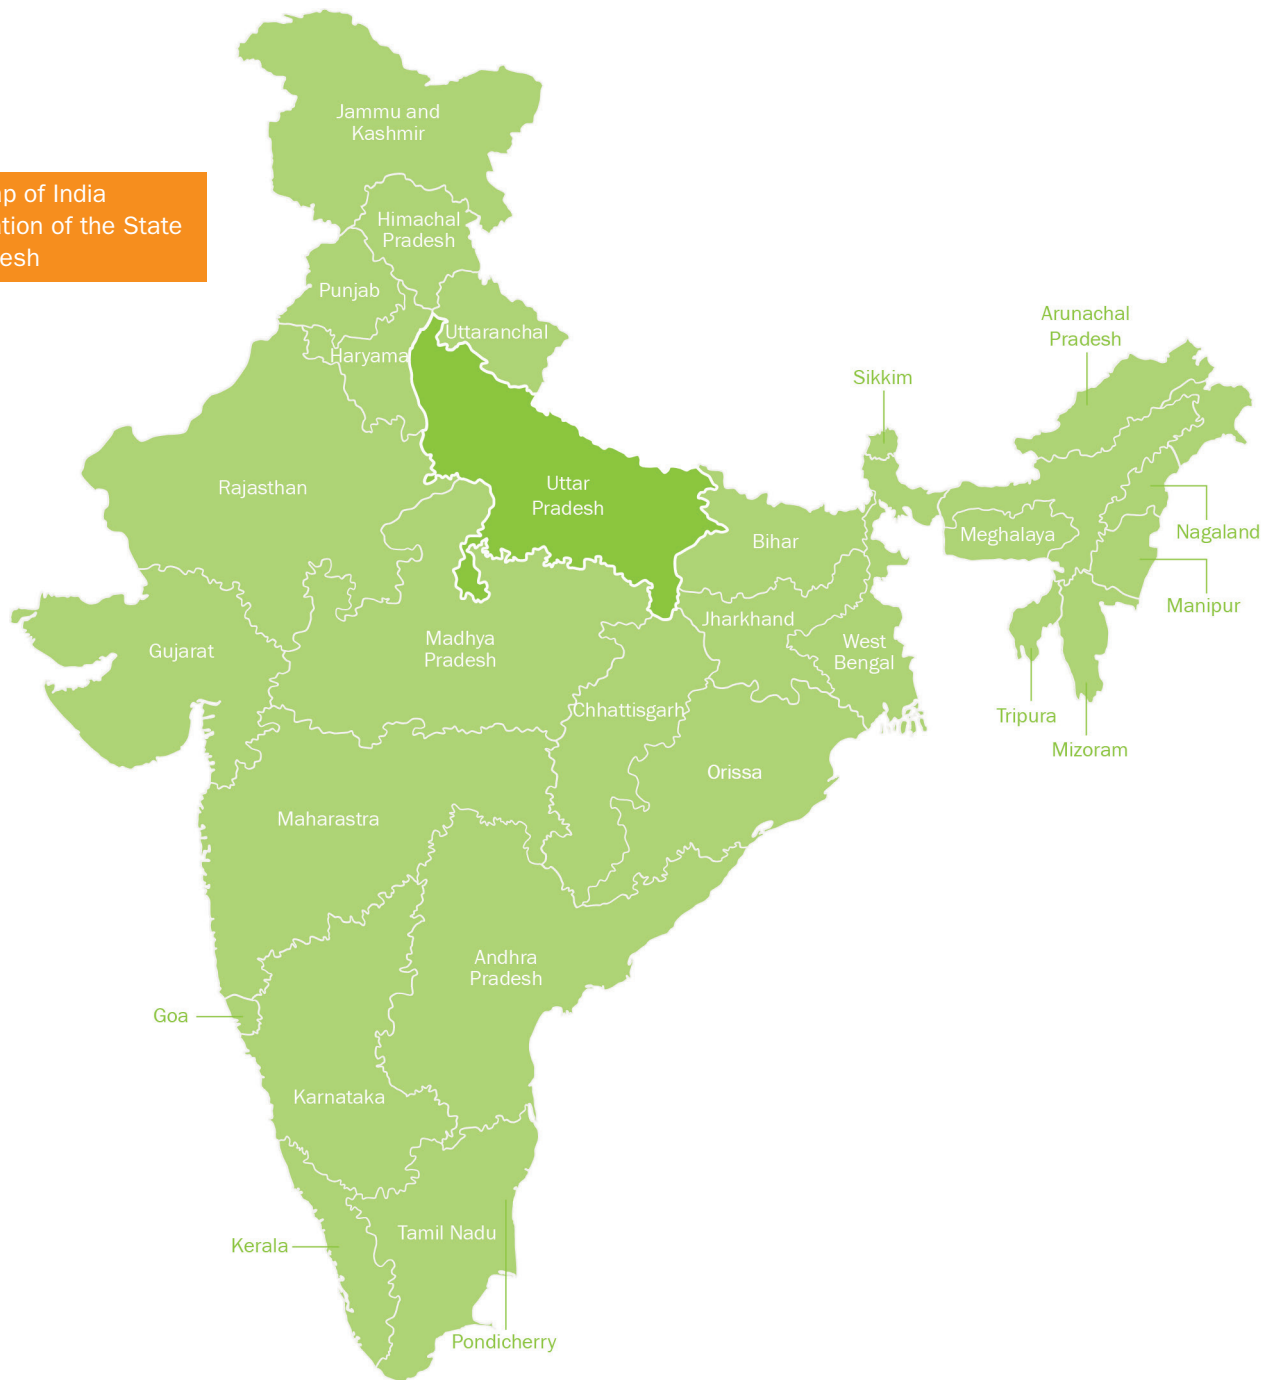 Jammu and
Kashmir
p of India
tion of the State
esh
Himachal
Pradesh
Punjab
Uttaranchal
Haryama
Arunachal
Pradesh
Sikkim
Rajasthan
Uttar
Pradesh
Bihar
Meghalaya
Nagaland
Manipur
Jharkhand
Gujarat
Madhya
Pradesh
West
Bengal
Chhattisgarh
Tripura
Mizoram
Orissa
Maharastra
Andhra
Pradesh
Goa
Karnataka
Tamil Nadu
Kerala
Pondicherry